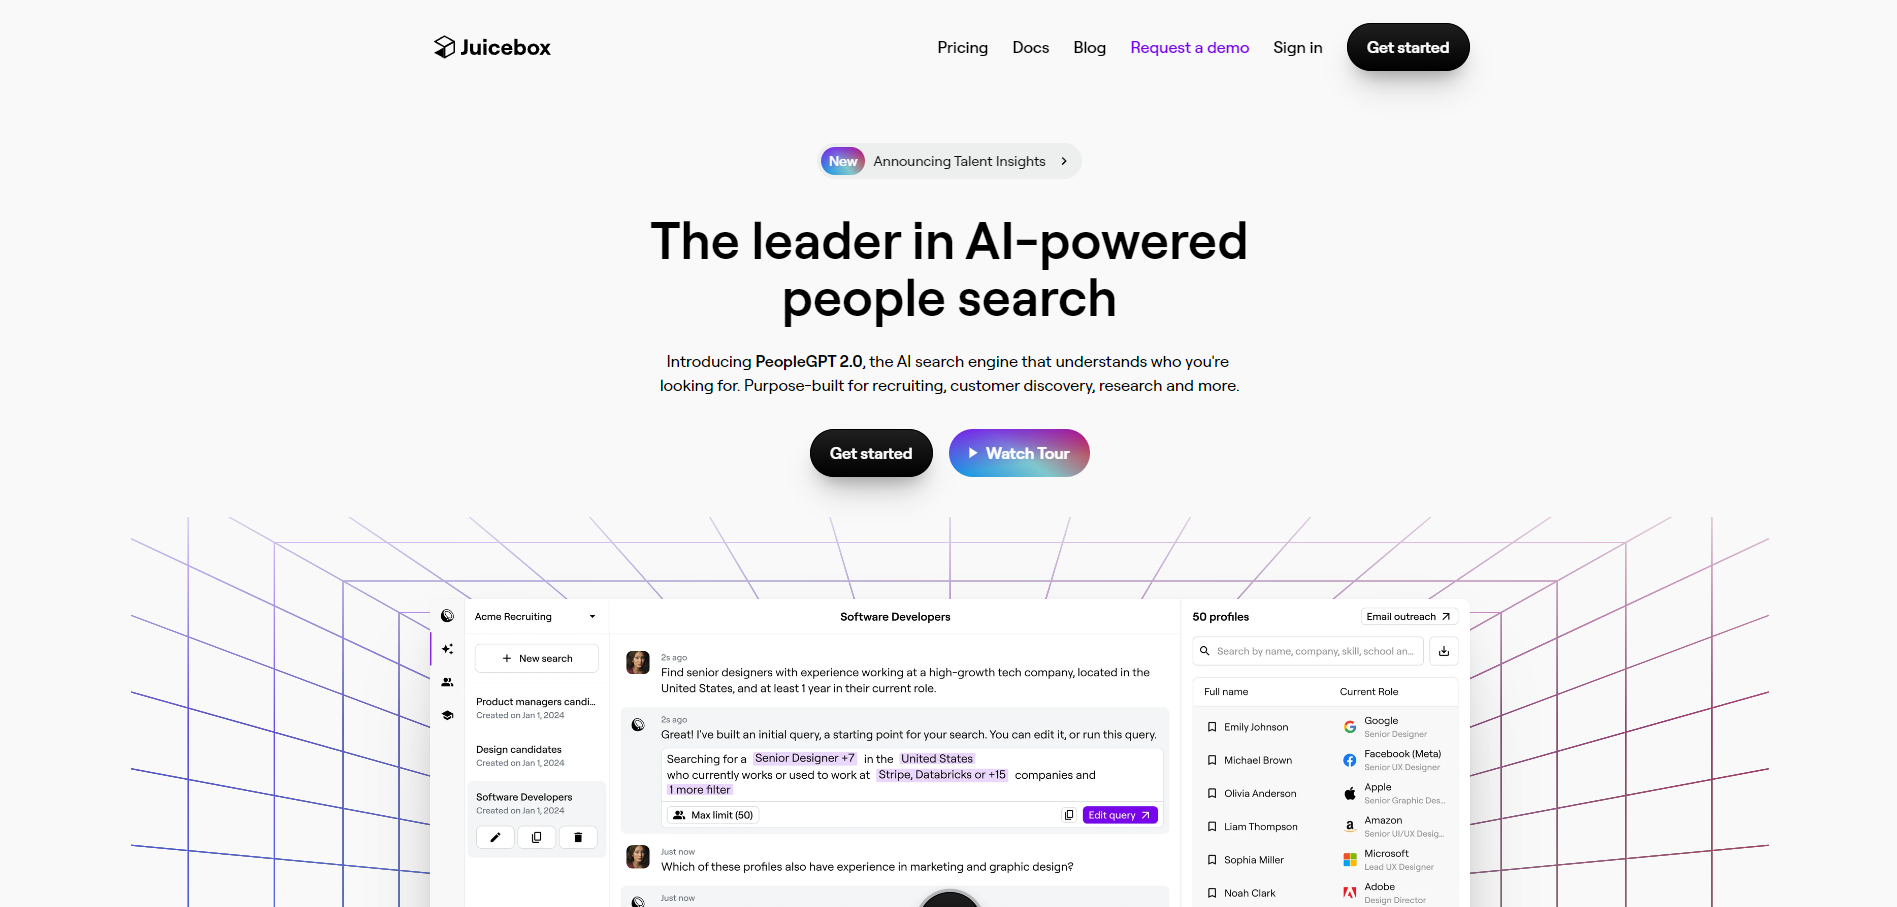 Juicebox
Pricing
Docs
Blog
Request a demo
Sign in
Get started
New Announcing Talent Insights
The leader in AI-powered
people search
Introducing PeopleGPT 2.0, the AI search engine that understands who you're
looking for. Purpose-built for recruiting, customer discovery, research and more.
Get started
Watch Tour
Acme Recruiting
New search
Product managers candi...
Created on Jan 1, 2024
Design candidates
Created on Jan 1, 2024
Software Developers
Created on Jan 1, 2024
Software Developers
2s ago
Find senior designers with experience working at a high-growth tech company, located in the
United States, and at least 1 year in their current role.
2s ago
Great! I've built an initial query, a starting point for your search. You can edit it, or run this query.
Searching for a Senior Designer +7 in the United States
who currently works or used to work at Stripe, Databricks or +15 companies and
1 more filter
Max limit (50)
Edit query
Just now
Which of these profiles also have experience in marketing and graphic design?
Just now
50 profiles
Email outreach
Search by name, company, skill, school an...
Full name
Current Role
Emily Johnson
Google
Senior Designer
Michael Brown
Facebook (Meta)
Senior UX Designer
Olivia Anderson
Apple
Senior Graphic Des...
Liam Thompson
Amazon
Senior UI/UX Desig...
Sophia Miller
Microsoft
Lead UX Designer
Noah Clark
Adobe
Design Director